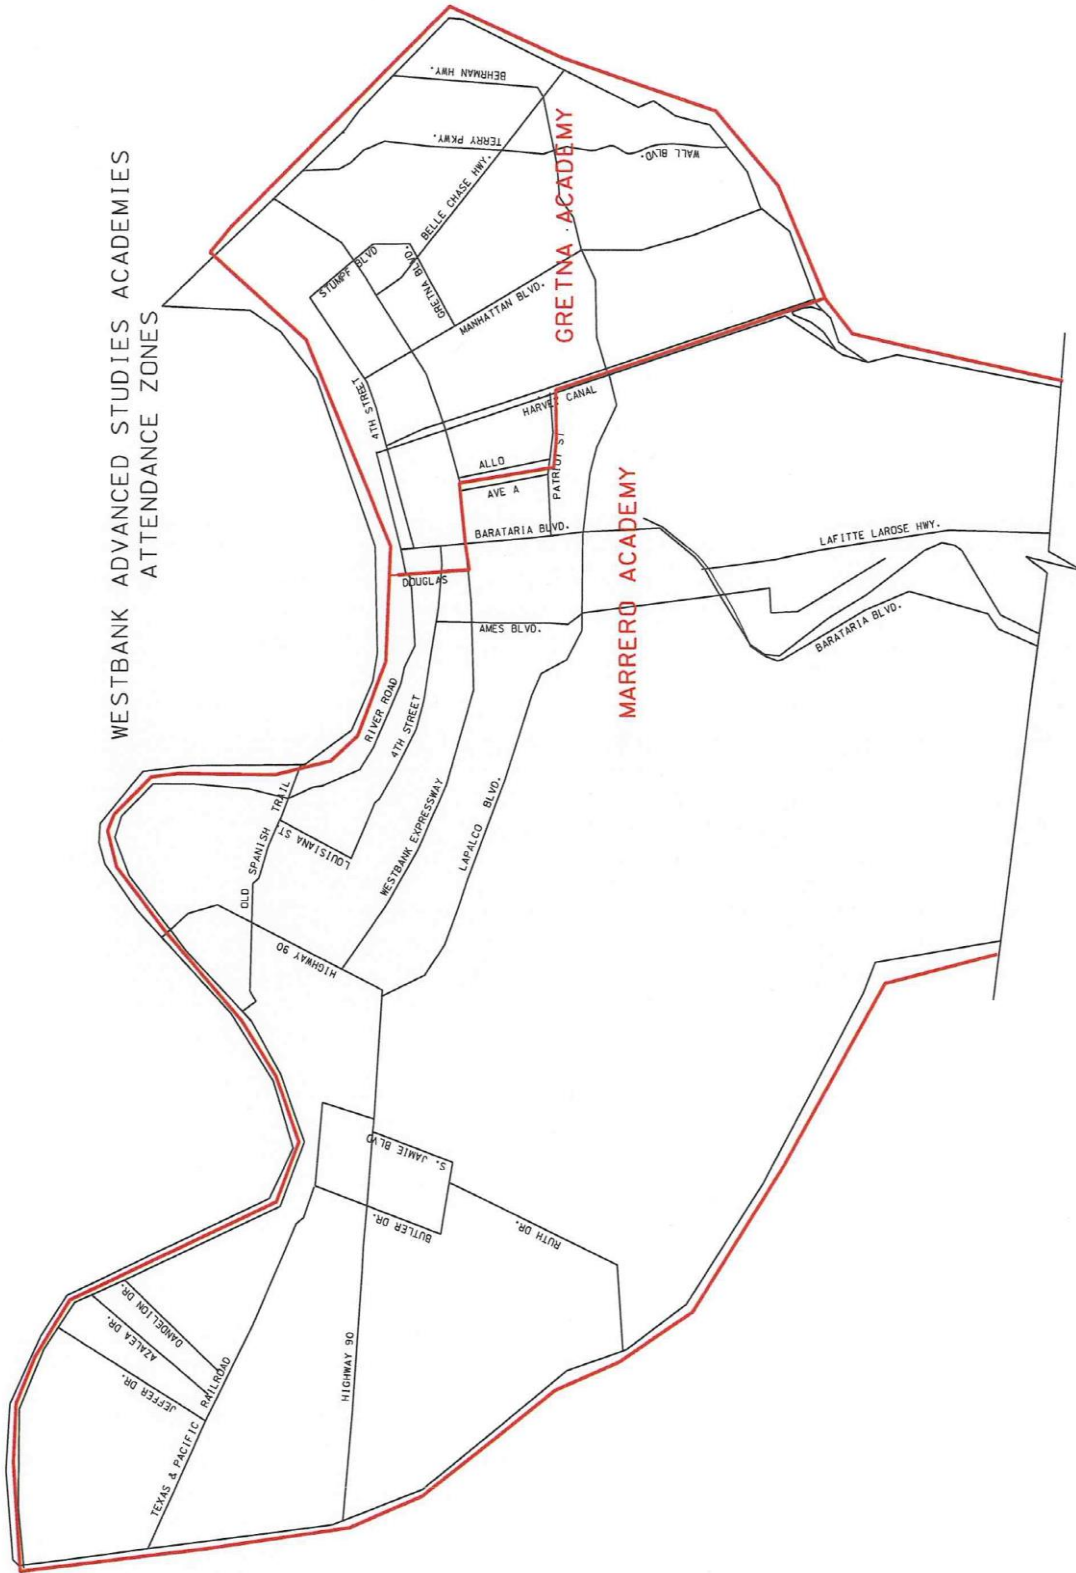 WESTBANK ADVANCED STUDIES ACADEMIES
ATTENDANCE ZONES
JEFFER DR.
AZALEA DR.
DANDELION DR.
TEXAS & PACIFIC RAILROAD
HIGHWAY 90
BUTLER DR.
S. JAMIE BLVD
RUTH DR.
HIGHWAY 90
OLD SPANISH TRAIL
LOUISIANA ST.
RIVER ROAD
4TH STREET
WESTBANK EXPRESSWAY
LAPALCO BLVD.
DOUGLAS
AMES BLVD.
BARATARIA BLVD.
AVE A
ALLO
PATRIOT ST
HARVEY CANAL
4TH STREET
STUMPF BLVD
GRETNA BLVD.
BELLE CHASE HWY.
MANHATTAN BLVD.
BEHRMAN HWY.
TERRY PKWY.
WALL BLVD.
GRETNA ACADEMY
MARRERO ACADEMY
LAFITTE LAROSE HWY.
BARATARIA BLVD.